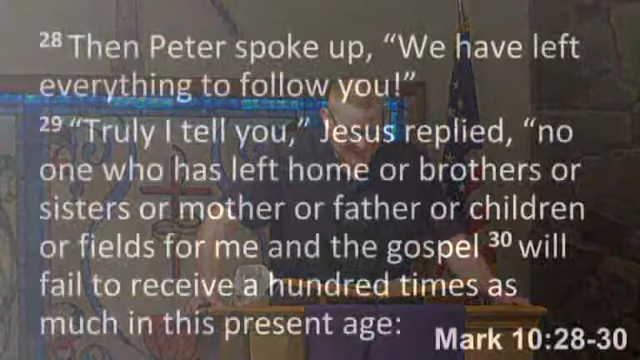 28 Then Peter spoke up, “We have left
everything to follow you!”
29 “Truly I tell you,” Jesus replied, “no
one who has left home or brothers or
sisters or mother or father or children
or fields for me and the gospel 30 will
fail to receive a hundred times as
much in this present age:
Mark 10:28-30